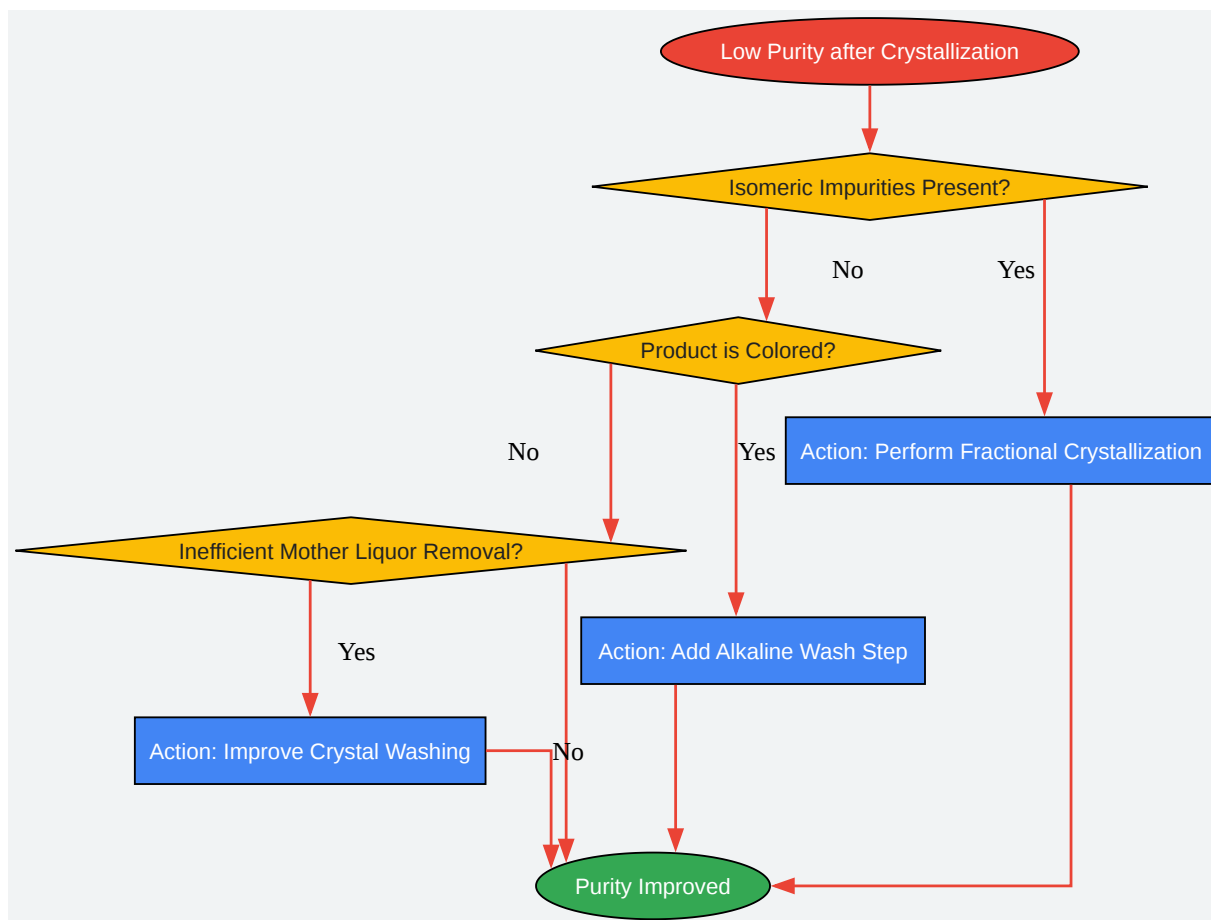 Low Purity after Crystallization
Isomeric Impurities Present?
No
Yes
Product is Colored?
No
Yes
Action: Perform Fractional Crystallization
Inefficient Mother Liquor Removal?
Yes
Action: Add Alkaline Wash Step
Action: Improve Crystal Washing
No
Purity Improved